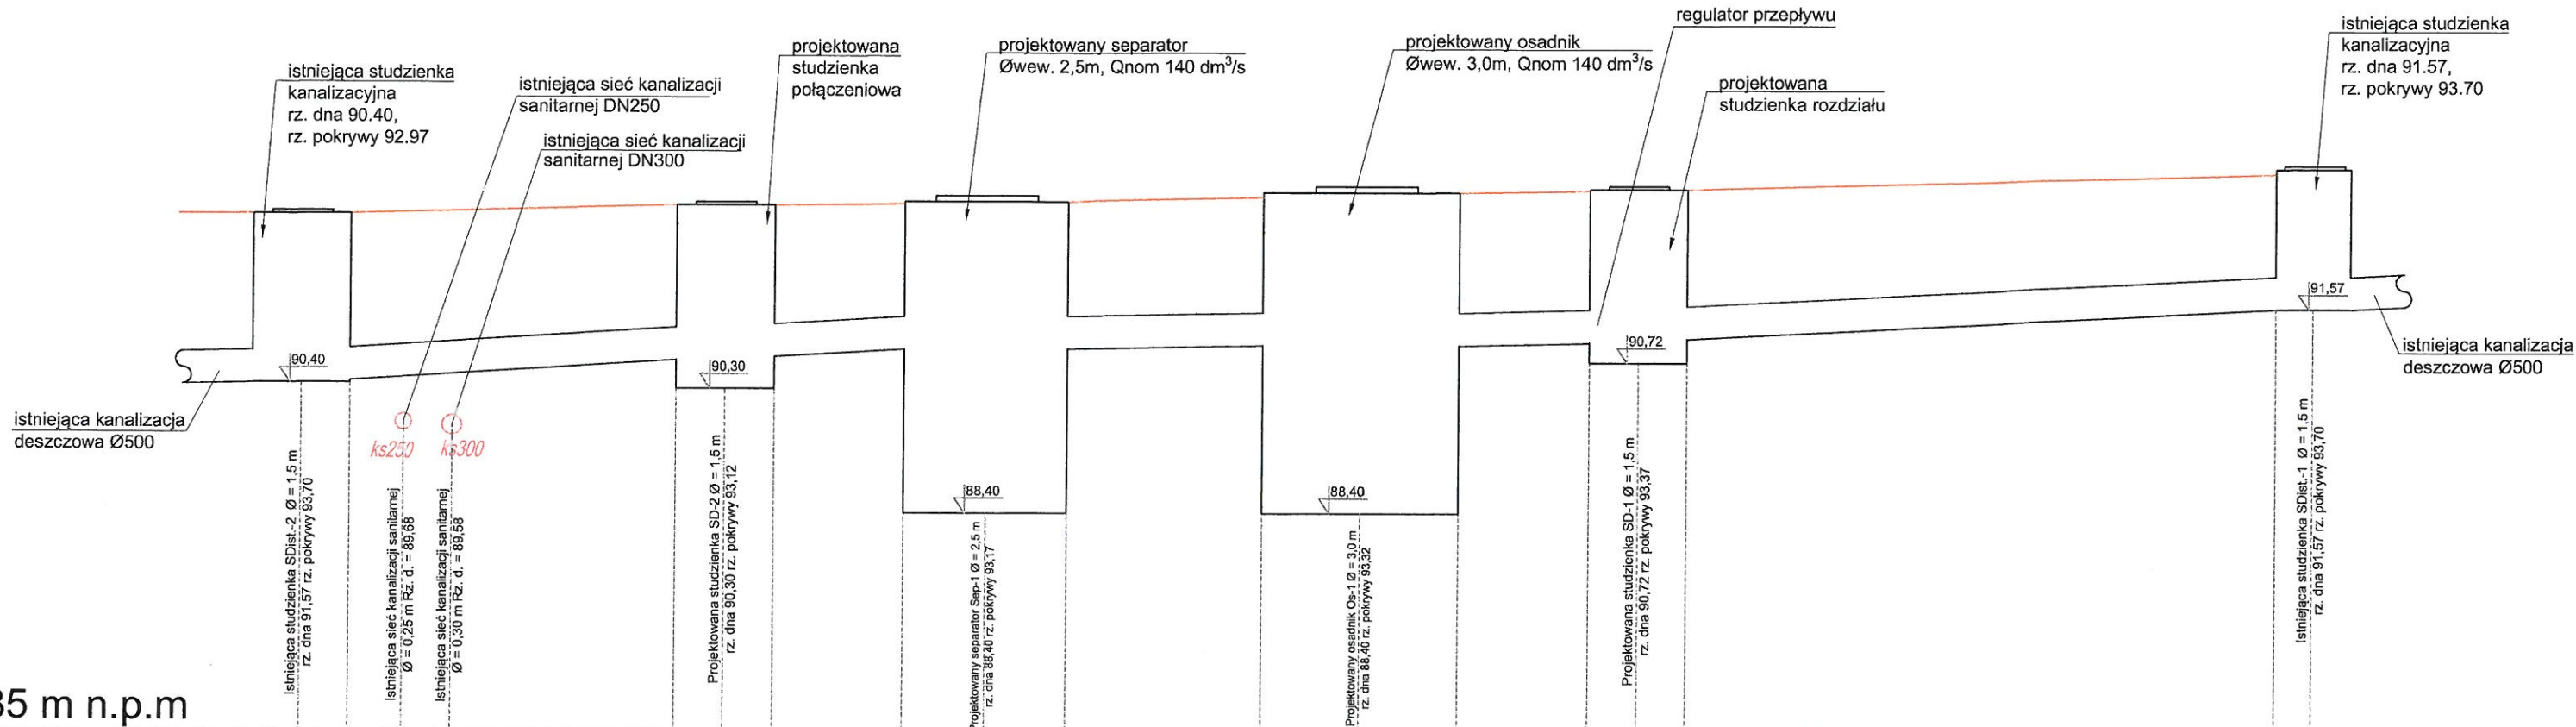 istniejąca studzienka
kanalizacyjna
rz. dna 90.40,
rz. pokrywy 92.97
istniejąca sieć kanalizacji
sanitarnej DN250
istniejąca sieć kanalizacji
sanitarnej DN300
projektowana
studzienka
połączeniowa
projektowany separator
Øwew. 2,5m, Qnom 140 dm³/s
projektowany osadnik
Øwew. 3,0m, Qnom 140 dm³/s
regulator przepływu
projektowana
studzienka rozdziału
istniejąca studzienka
kanalizacyjna
rz. dna 91.57,
rz. pokrywy 93.70
90,40
90,30
88,40
88,40
90,72
91,57
istniejąca kanalizacja
deszczowa Ø500
istniejąca kanalizacja
deszczowa Ø500
ks250
ks300
Istniejąca studzienka SDist.-2 Ø = 1,5 m
rz. dna 91,57 rz. pokrywy 93,70
Istniejąca sieć kanalizacji sanitarnej
Ø = 0,25 m Rz. d. = 89,68
Istniejąca sieć kanalizacji sanitarnej
Ø = 0,30 m Rz. d. = 89,58
Projektowana studzienka SD-2 Ø = 1,5 m
rz. dna 90,30 rz. pokrywy 93,12
Projektowany separator Sep-1 Ø = 2,5 m
rz. dna 88,40 rz. pokrywy 93,17
Projektowany osadnik Os-1 Ø = 3,0 m
rz. dna 88,40 rz. pokrywy 93,32
Projektowana studzienka SD-1 Ø = 1,5 m
rz. dna 90,72 rz. pokrywy 93,37
Istniejąca studzienka SDist.-1 Ø = 1,5 m
rz. dna 91,57 rz. pokrywy 93,70
85 m n.p.m